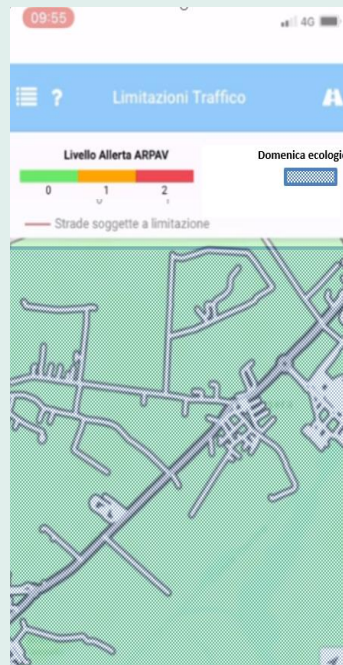 09:55
4G
? Limitazioni Traffico
Livello Allerta ARPAV
Domenica ecologic
0 1 2
Strade soggette a limitazione